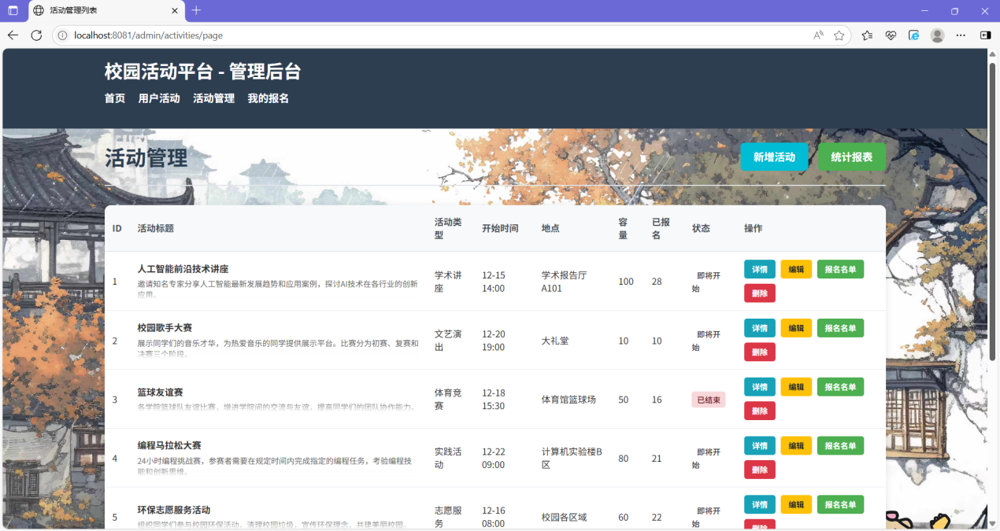 活动管理列表
localhost:8081/admin/activities/page
校园活动平台 - 管理后台
首页 用户活动 活动管理 我的报名
活动管理
新增活动 统计报表
ID 活动标题 活动类型 开始时间 地点 容量 已报名 状态 操作
1 人工智能前沿技术讲座
邀请知名专家分享人工智能最新发展趋势和应用案例，探讨AI技术在各行业的创新
应用。
学术讲座
12-15
14:00
学术报告厅
A101
100 28 即将开始
详情 编辑 报名名单
删除
2 校园歌手大赛
展示同学们的音乐才华，为热爱音乐的同学提供展示平台。比赛分为初赛、复赛和
决赛三个阶段。
文艺演出
12-20
19:00
大礼堂
10 10 即将开始
详情 编辑 报名名单
删除
3 篮球友谊赛
各学院篮球队友谊比赛，增进学院间的交流与友谊，提高同学们的团队协作能力。
体育竞赛
12-18
15:30
体育馆篮球场
50 16 已结束
详情 编辑 报名名单
删除
4 编程马拉松大赛
24小时编程挑战赛，参赛者需要在规定时间内完成指定的编程任务，考验编程技
能和创新思维。
实践活动
12-22
09:00
计算机实验楼B
区
80 21 即将开始
详情 编辑 报名名单
删除
5 环保志愿服务活动
组织同学们参与校园环保活动，清理校园垃圾，宣传环保理念，共建美丽校园。
志愿服务
12-16
08:00
校园各区域
60 22 即将开始
详情 编辑 报名名单
删除